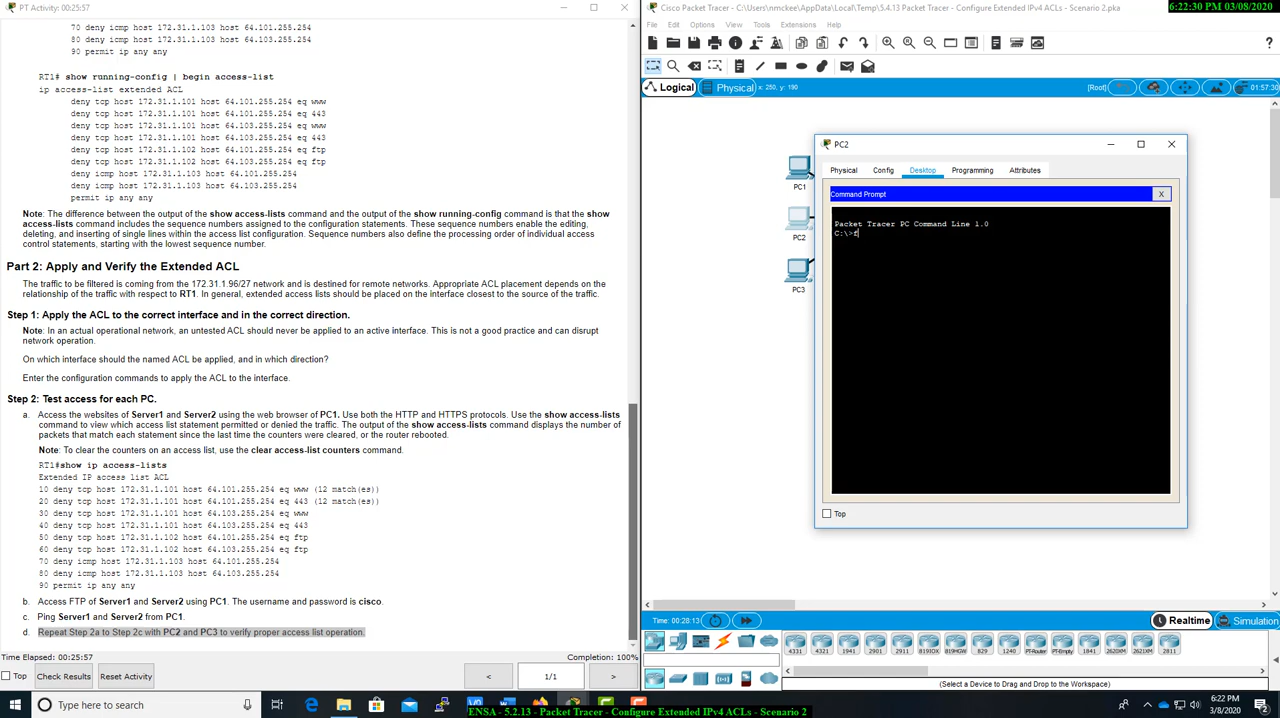 PT Activity: 00:25:57
70 deny icmp host 172.31.1.103 host 64.101.255.254
80 deny icmp host 172.31.1.103 host 64.103.255.254
90 permit ip any any
RT1# show running-config | begin access-list
ip access-list extended ACL
deny tcp host 172.31.1.101 host 64.101.255.254 eq www
deny tcp host 172.31.1.101 host 64.101.255.254 eq 443
deny tcp host 172.31.1.101 host 64.103.255.254 eq www
deny tcp host 172.31.1.101 host 64.103.255.254 eq 443
deny tcp host 172.31.1.102 host 64.101.255.254 eq ftp
deny tcp host 172.31.1.102 host 64.103.255.254 eq ftp
deny icmp host 172.31.1.103 host 64.101.255.254
deny icmp host 172.31.1.103 host 64.103.255.254
permit ip any any
Note: The difference between the output of the show access-lists command and the output of the show running-config command is that the show
access-lists command includes the sequence numbers assigned to the configuration statements. These sequence numbers enable the editing,
deleting, and inserting of single lines within the access list configuration. Sequence numbers also define the processing order of individual access
control statements, starting with the lowest sequence number.
Part 2: Apply and Verify the Extended ACL
The traffic to be filtered is coming from the 172.31.1.96/27 network and is destined for remote networks. Appropriate ACL placement depends on the
relationship of the traffic with respect to RT1. In general, extended access lists should be placed on the interface closest to the source of the traffic.
Step 1: Apply the ACL to the correct interface and in the correct direction.
Note: In an actual operational network, an untested ACL should never be applied to an active interface. This is not a good practice and can disrupt
network operation.
On which interface should the named ACL be applied, and in which direction?
Enter the configuration commands to apply the ACL to the interface.
Step 2: Test access for each PC.
a. Access the websites of Server1 and Server2 using the web browser of PC1. Use both the HTTP and HTTPS protocols. Use the show access-lists
command to view which access list statement permitted or denied the traffic. The output of the show access-lists command displays the number of
packets that match each statement since the last time the counters were cleared, or the router rebooted.
Note: To clear the counters on an access list, use the clear access-list counters command.
RT1#show ip access-lists
Extended IP access list ACL
10 deny tcp host 172.31.1.101 host 64.101.255.254 eq www (12 match(es))
20 deny tcp host 172.31.1.101 host 64.101.255.254 eq 443 (12 match(es))
30 deny tcp host 172.31.1.101 host 64.103.255.254 eq www
40 deny tcp host 172.31.1.101 host 64.103.255.254 eq 443
50 deny tcp host 172.31.1.102 host 64.101.255.254 eq ftp
60 deny tcp host 172.31.1.102 host 64.103.255.254 eq ftp
70 deny icmp host 172.31.1.103 host 64.101.255.254
80 deny icmp host 172.31.1.103 host 64.103.255.254
90 permit ip any any
b. Access FTP of Server1 and Server2 using PC1. The username and password is cisco.
c. Ping Server1 and Server2 from PC1.
d. Repeat Step 2a to Step 2c with PC2 and PC3 to verify proper access list operation.
Time Elapsed: 00:25:57
Completion: 100%
Top
Check Results
Reset Activity
<
1/1
>
Cisco Packet Tracer - C:\Users\nmckee\AppData\Local\Temp\5.4.13 Packet Tracer - Configure Extended IPv4 ACLs - Scenario 2.pka
6:22:30 PM 03/08/2020
File Edit Options View Tools Extensions Help
Logical
Physical
x: 250, y: 190
[Root]
01:57:30
PC1
PC2
PC3
PC2
Physical Config Desktop Programming Attributes
Command Prompt
X
Packet Tracer PC Command Line 1.0
C:\>f
Top
Time: 00:28:13
Realtime
Simulation
4331 4321 1941 2901 2911 819IOX 819HGW 829 1240 PT-Router PT-Empty 1841 2620XM 2621XM 2811
(Select a Device to Drag and Drop to the Workspace)
Type here to search
ENSA - 5.2.13 - Packet Tracer - Configure Extended IPv4 ACLs - Scenario 2
6:22 PM
3/8/2020